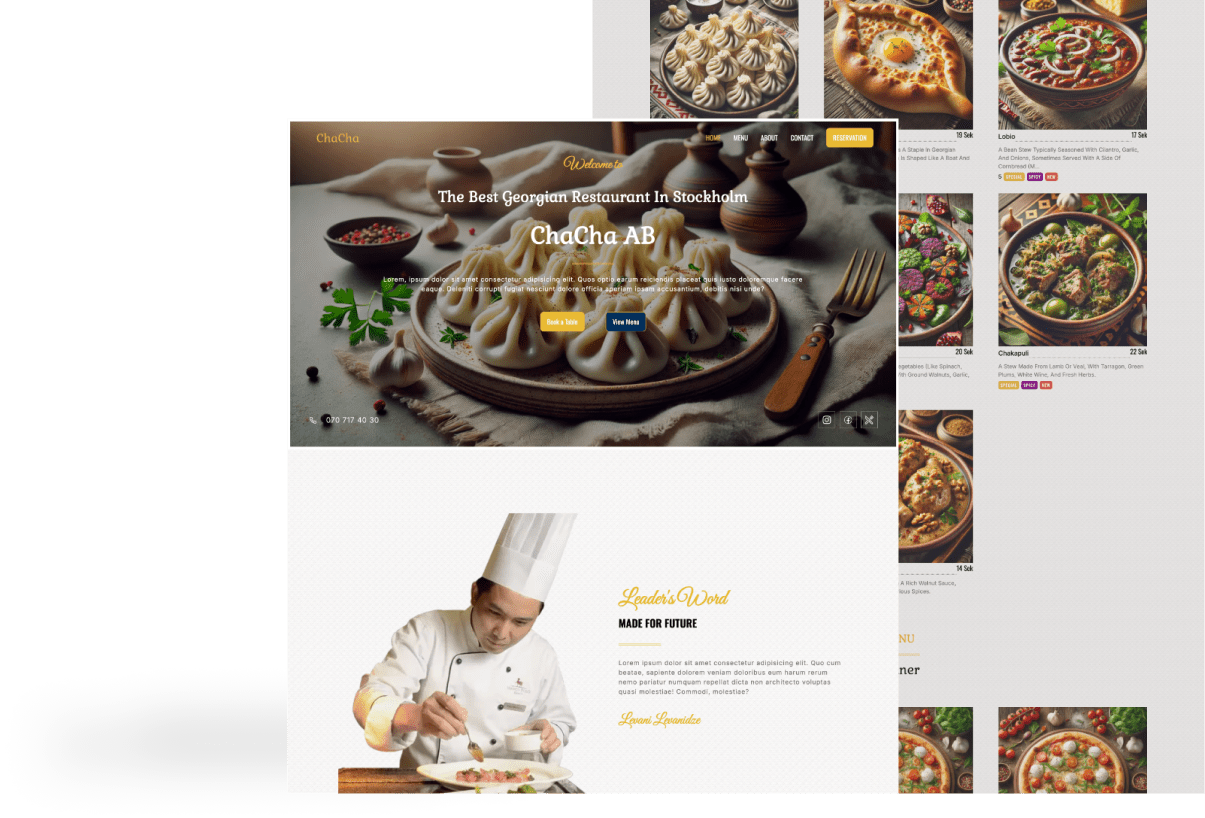 ChaCha
HOME MENU ABOUT CONTACT RESERVATION
Welcome to
The Best Georgian Restaurant In Stockholm
ChaCha AB
Lorem, ipsum dolor sit amet consectetur adipisicing elit. Quos optio earum reiciendis placeat quis iusto doloremque facere
eaque. Deleniti corrupti fugiat nesciunt dolore officia aperiam ipsam accusantium, debitis nisi unde?
Book a Table
View Menu
070 717 40 30
Leader's Word
MADE FOR FUTURE
Lorem ipsum dolor sit amet consectetur adipisicing elit. Quo cum
beatae, sapiente dolorem veniam doloribus eum harum rerum
nemo pariatur numquam repellat dicta non architecto voluptas
quasi molestiae! Commodi, molestiae?
Levani Levanidze
19 Sek
s A Staple In Georgian
Is Shaped Like A Boat And
Lobio 17 Sek
A Bean Stew Typically Seasoned With Cilantro, Garlic,
And Onions, Sometimes Served With A Side Of
Cornbread (M...
S SPECIAL SPICY NEW
20 Sek
egetables (Like Spinach,
ith Ground Walnuts, Garlic,
Chakapuli 22 Sek
A Stew Made From Lamb Or Veal, With Tarragon, Green
Plums, White Wine, And Fresh Herbs.
SPECIAL SPICY NEW
14 Sek
A Rich Walnut Sauce,
ious Spices.
NU
ner